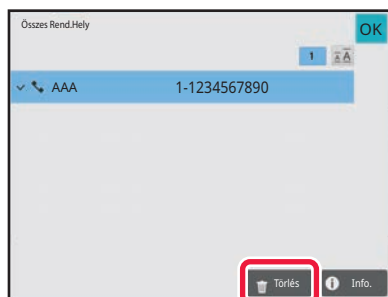 Összes Rend.Hely
OK
1
AAA 1-1234567890
Törlés
Info.